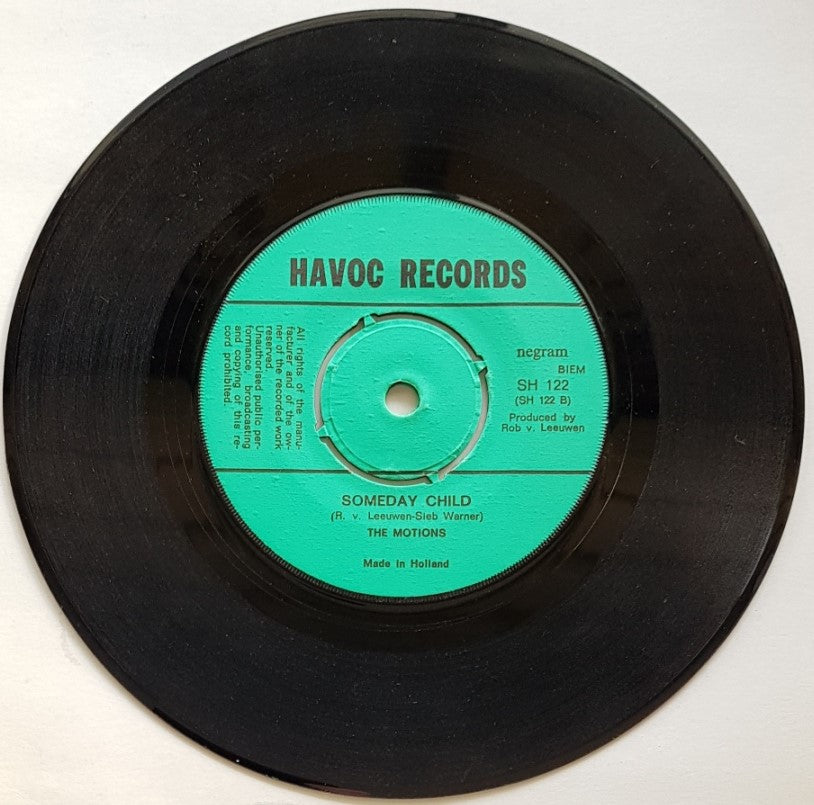 HAVOC RECORDS
All rights of the manu-
facturer and of the ow-
ner of the recorded work
reserved.
Unauthorised public per-
formance, broadcasting
and copying of this re-
cord prohibited.
negram
BIEM
SH 122
(SH 122 B)
Produced by
Rob v. Leeuwen
SOMEDAY CHILD
(R. v. Leeuwen-Sieb Warner)
THE MOTIONS
Made in Holland